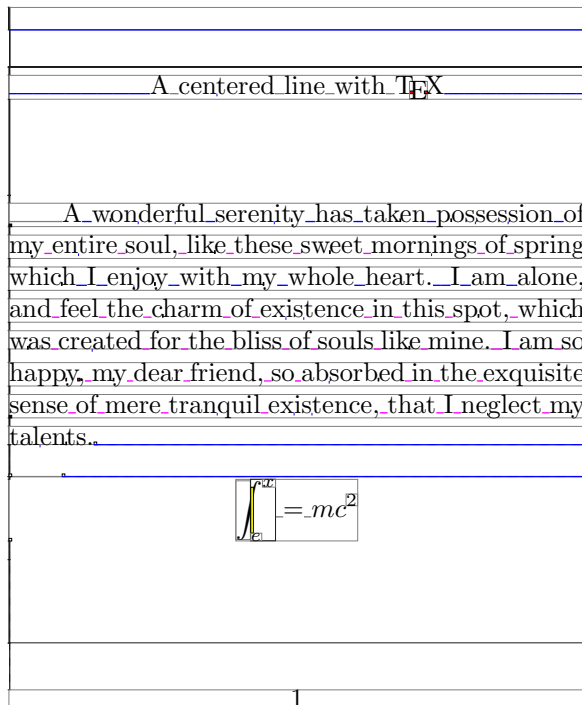 A centered line with TEX
A wonderful serenity has taken possession of
my entire soul, like these sweet mornings of spring
which I enjoy with my whole heart. I am alone,
and feel the charm of existence in this spot, which
was created for the bliss of souls like mine. I am so
happy, my dear friend, so absorbed in the exquisite
sense of mere tranquil existence, that I neglect my
talents.
∫ₑˣ = mc²
1